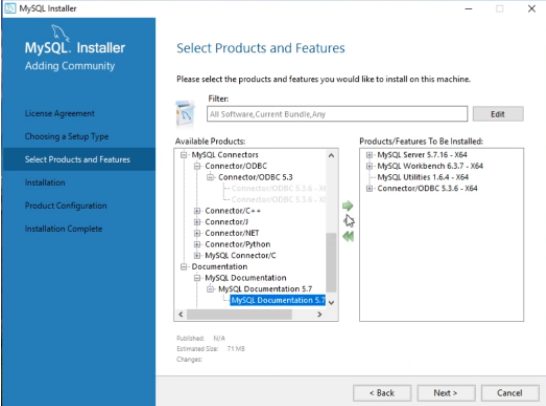 MySQL Installer
MySQL. Installer
Adding Community
License Agreement
Choosing a Setup Type
Select Products and Features
Installation
Product Configuration
Installation Complete
Select Products and Features
Please select the products and features you would like to install on this machine.
Filter:
All Software,Current Bundle,Any
Edit
Available Products:
MySQL Connectors
Connector/ODBC
Connector/ODBC 5.3
Connector/ODBC 5.3.6 - X
Connector/ODBC 5.3.6 - X
Connector/C++
Connector/J
Connector/NET
Connector/Python
MySQL Connector/C
Documentation
MySQL Documentation
MySQL Documentation 5.7
MySQL Documentation 5.7
Products/Features To Be Installed:
MySQL Server 5.7.16 - X64
MySQL Workbench 6.3.7 - X64
MySQL Utilities 1.6.4 - X64
Connector/ODBC 5.3.6 - X64
Published: N/A
Estimated Size: 71 MB
Changes:
< Back
Next >
Cancel